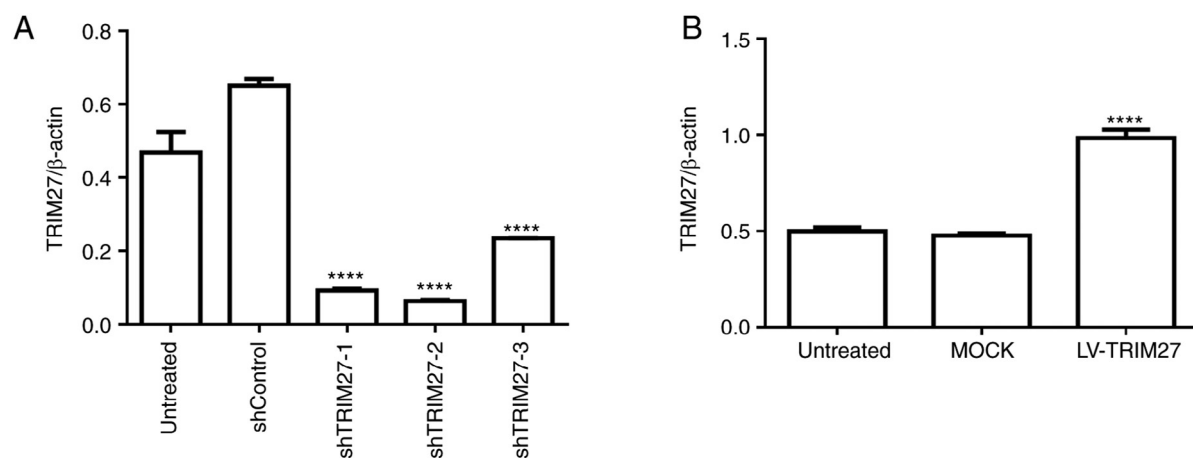 A
TRIM27/β-actin
0.8
0.6
0.4
0.2
0.0
****
****
****
Untreated
shControl
shTRIM27-1
shTRIM27-2
shTRIM27-3
B
TRIM27/β-actin
1.5
1.0
0.5
0.0
****
Untreated
MOCK
LV-TRIM27